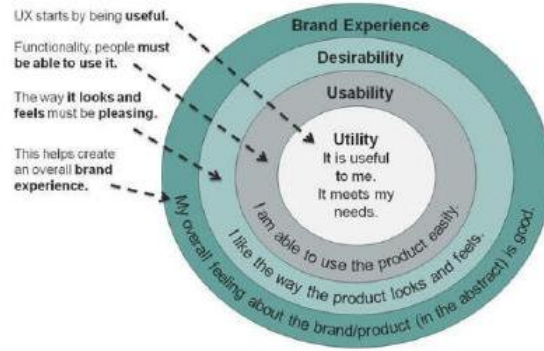 UX starts by being useful.
Functionality, people must
be able to use it.
The way it looks and
feels must be pleasing.
This helps create
an overall brand
experience.
Brand Experience
Desirability
Usability
Utility
It is useful
to me.
It meets my
needs.
I am able to use the product easily.
I like the way the product looks and feels.
My overall feeling about the brand/product (in the abstract) is good.